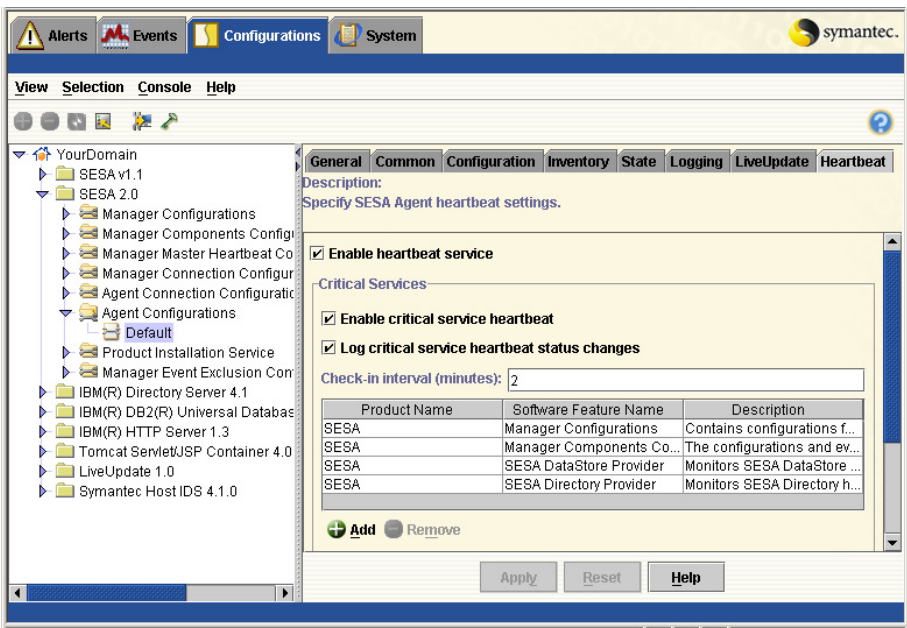 Alerts Events Configurations System symantec.
View Selection Console Help
YourDomain
SESA v1.1
SESA 2.0
Manager Configurations
Manager Components Config
Manager Master Heartbeat Co
Manager Connection Configur
Agent Connection Configuratic
Agent Configurations
Default
Product Installation Service
Manager Event Exclusion Con
IBM(R) Directory Server 4.1
IBM(R) DB2(R) Universal Databas
IBM(R) HTTP Server 1.3
Tomcat Servlet/JSP Container 4.0
LiveUpdate 1.0
Symantec Host IDS 4.1.0
General Common Configuration Inventory State Logging LiveUpdate Heartbeat
Description:
Specify SESA Agent heartbeat settings.
Enable heartbeat service
Critical Services
Enable critical service heartbeat
Log critical service heartbeat status changes
Check-in interval (minutes): 2
Product Name Software Feature Name Description
SESA Manager Configurations Contains configurations f...
SESA Manager Components Co... The configurations and ev...
SESA SESA DataStore Provider Monitors SESA DataStore ...
SESA SESA Directory Provider Monitors SESA Directory h...
Add Remove
Apply Reset Help